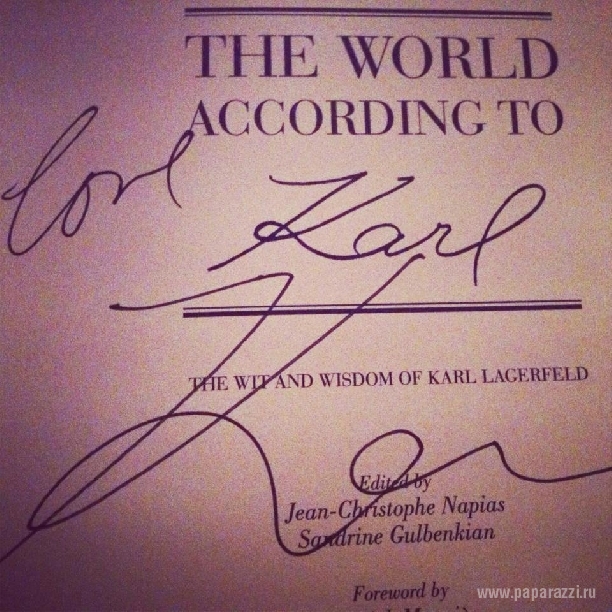 THE WORLD
ACCORDING TO
Love
Karl
THE WIT AND WISDOM OF KARL LAGERFELD
Edited by
Jean-Christophe Napias
Sandrine Gulbenkian
Foreword by
www.paparazzi.ru